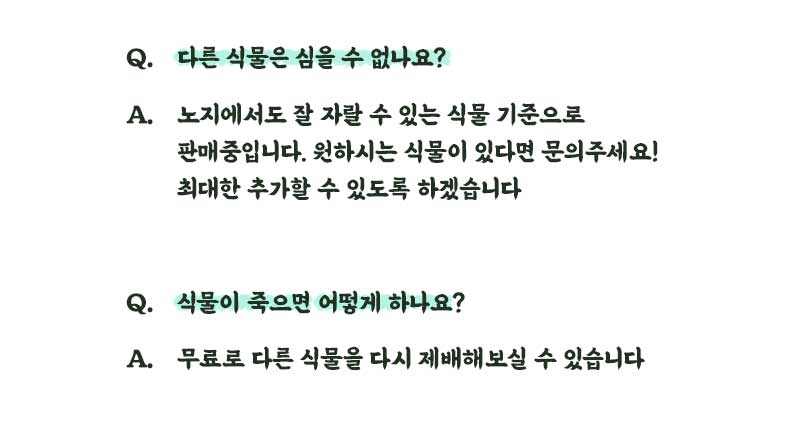 Q. 다른 식물은 심을 수 없나요?
A. 노지에서도 잘 자랄 수 있는 식물 기준으로
판매중입니다. 원하시는 식물이 있다면 문의주세요!
최대한 추가할 수 있도록 하겠습니다
Q. 식물이 죽으면 어떻게 하나요?
A. 무료로 다른 식물을 다시 제배해보실 수 있습니다